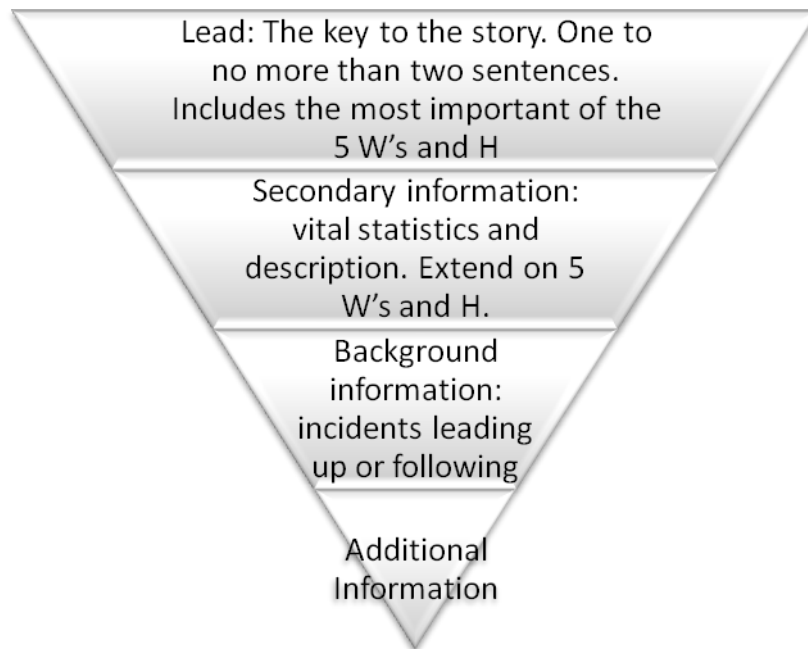 Lead: The key to the story. One to
no more than two sentences.
Includes the most important of the
5 W's and H
Secondary information:
vital statistics and
description. Extend on 5
W's and H.
Background
information:
incidents leading
up or following
Additional
Information